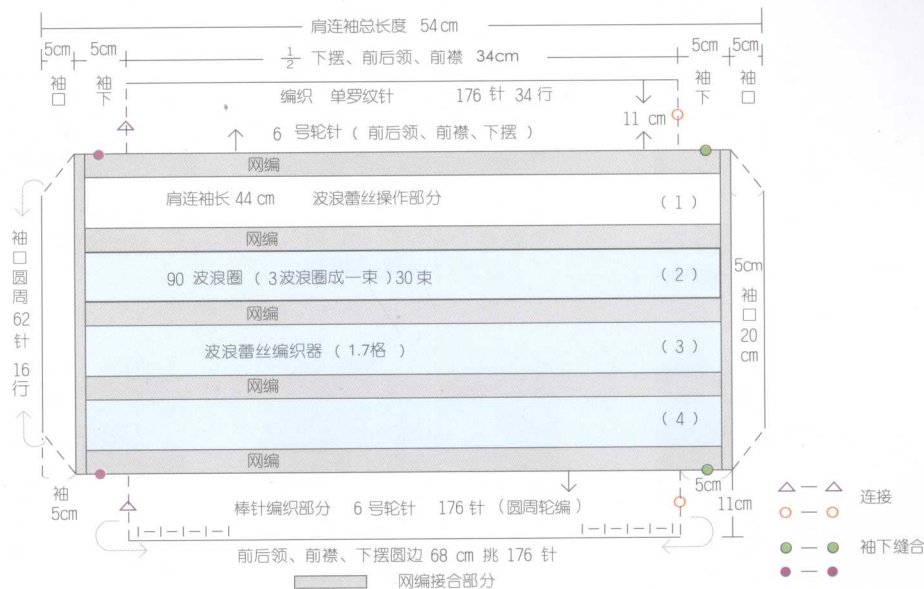 肩连袖总长度 54 cm
5cm 5cm ½ 下摆、前后领、前襟 34cm 5cm 5cm
袖口 袖下 袖下 袖口
编织 单罗纹针 176 针 34 行
11 cm
6 号轮针 ( 前后领、前襟、下摆 )
网编
肩连袖长 44 cm 波浪蕾丝操作部分 ( 1 )
网编
90 波浪圈 ( 3 波浪圈成一束 ) 30 束 ( 2 )
网编
波浪蕾丝编织器 ( 1.7格 ) ( 3 )
网编
( 4 )
网编
袖口圆周 62 针 16 行
5cm
袖口 20 cm
袖 5cm
5cm
11cm
棒针编织部分 6 号轮针 176 针 (圆周轮编)
前后领、前襟、下摆圆边 68 cm 挑 176 针
网编接合部分
连接
袖下缝合